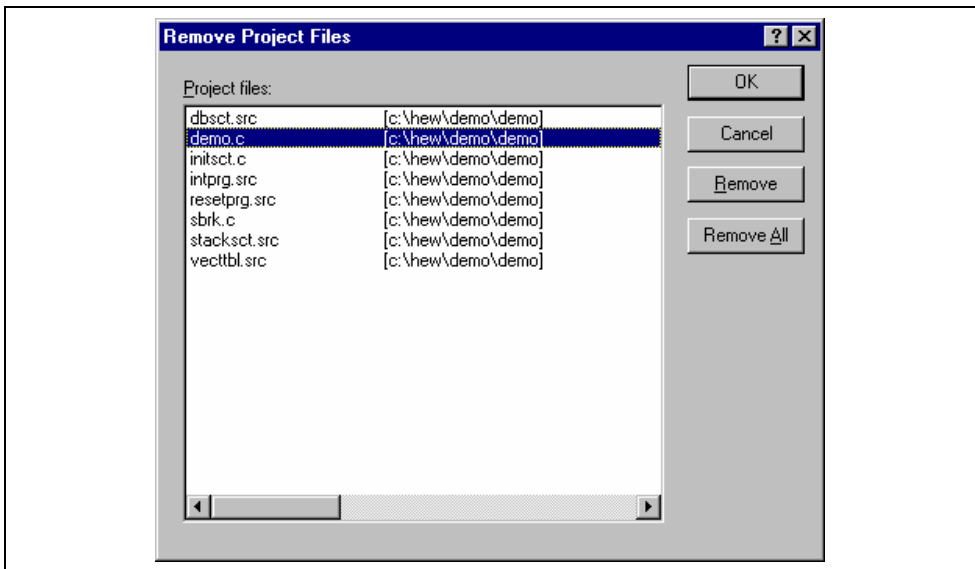 Remove Project Files
Project files:
OK
dbsct.src [c:\hew\demo\demo]
demo.c [c:\hew\demo\demo]
Cancel
initsct.c [c:\hew\demo\demo]
intprg.src [c:\hew\demo\demo]
Remove
resetprg.src [c:\hew\demo\demo]
sbrk.c [c:\hew\demo\demo]
Remove All
stacksct.src [c:\hew\demo\demo]
vecttbl.src [c:\hew\demo\demo]